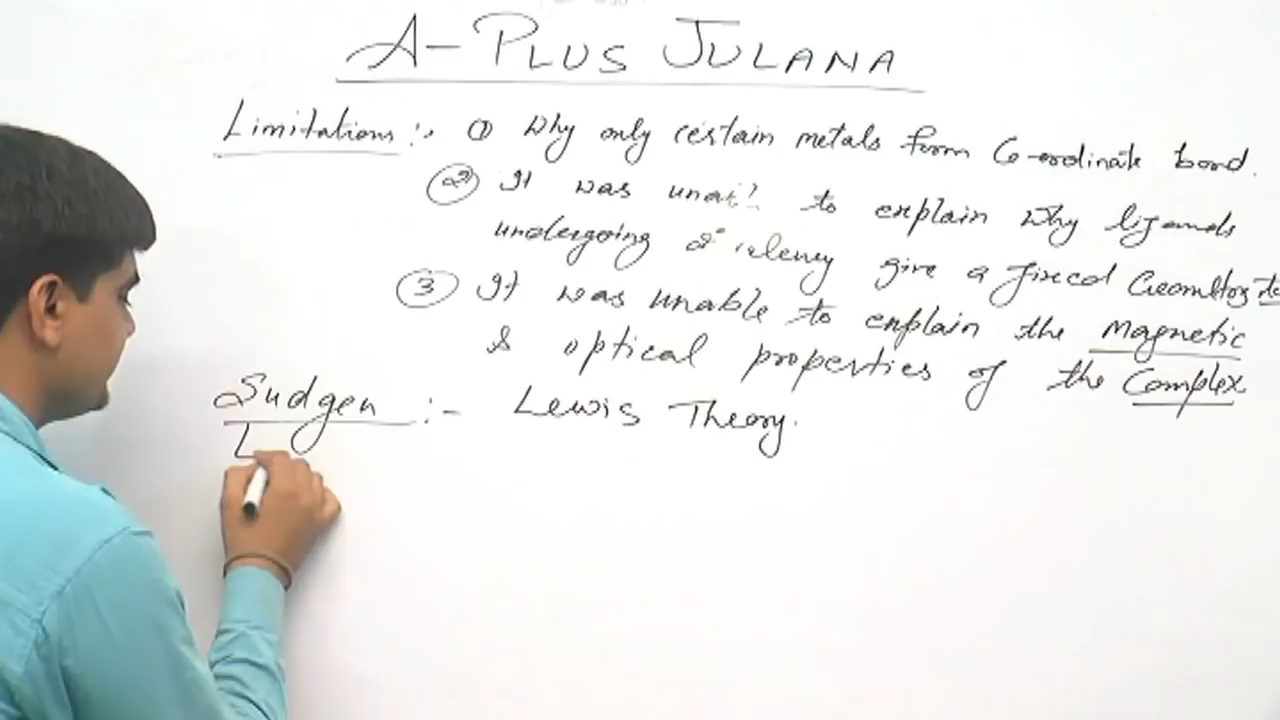 A-PLUS JULANA
Limitations :- ① Why only certain metals form Co-ordinate bond.
② It was to explain why ligands
undergoing 2° valency give a fixed Geometry to
③ It was unable to explain the Magnetic
& optical properties of the Complex
Sudgen :- Lewis Theory.
L